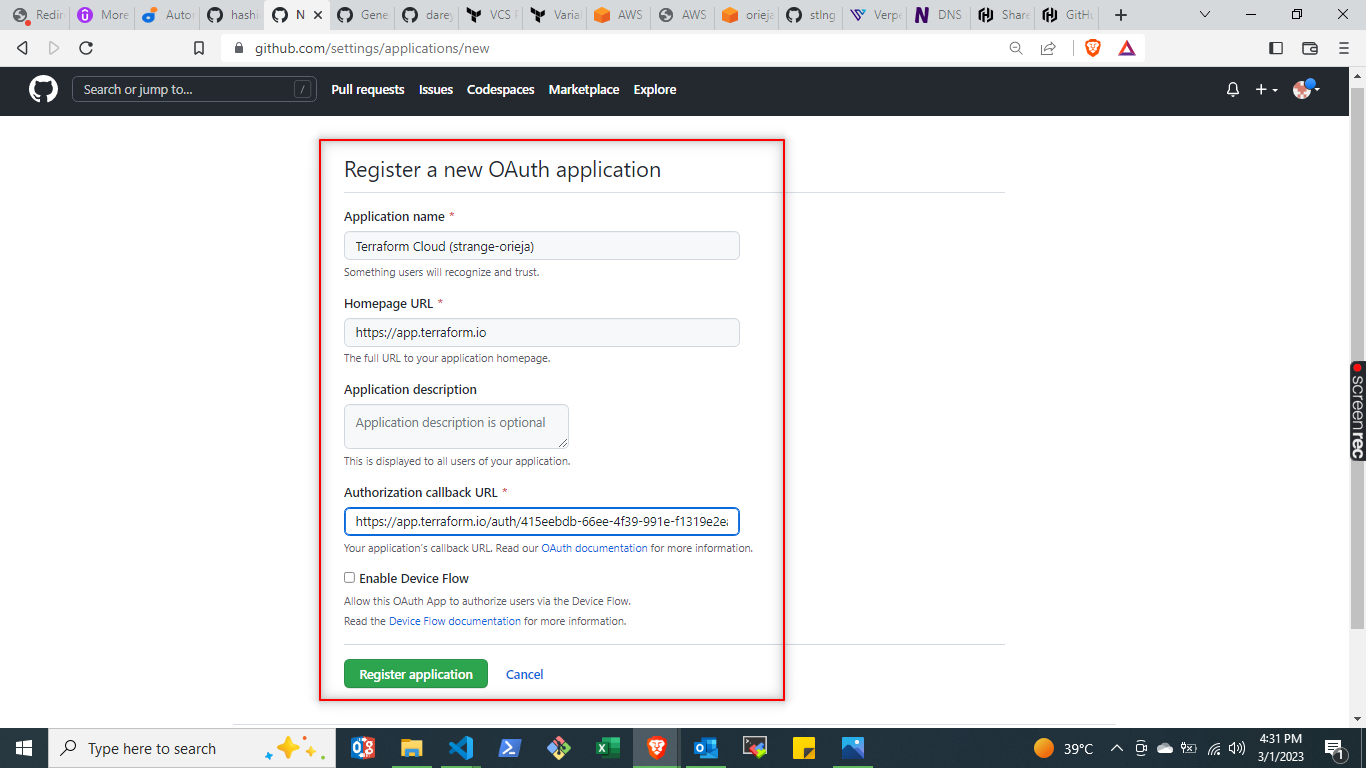 Redir
More
Autor
hashi
N
Gene
darey
VCS P
Varia
AWS
AWS
orieja
stlng
Verpe
DNS
Share
GitHu
github.com/settings/applications/new
Search or jump to...
/
Pull requests
Issues
Codespaces
Marketplace
Explore
Register a new OAuth application
Application name *
Terraform Cloud (strange-orieja)
Something users will recognize and trust.
Homepage URL *
https://app.terraform.io
The full URL to your application homepage.
Application description
Application description is optional
This is displayed to all users of your application.
Authorization callback URL *
https://app.terraform.io/auth/415eebdb-66ee-4f39-991e-f1319e2ea
Your application's callback URL. Read our OAuth documentation for more information.
Enable Device Flow
Allow this OAuth App to authorize users via the Device Flow.
Read the Device Flow documentation for more information.
Register application
Cancel
screenrec
Type here to search
39°C
4:31 PM
3/1/2023
1